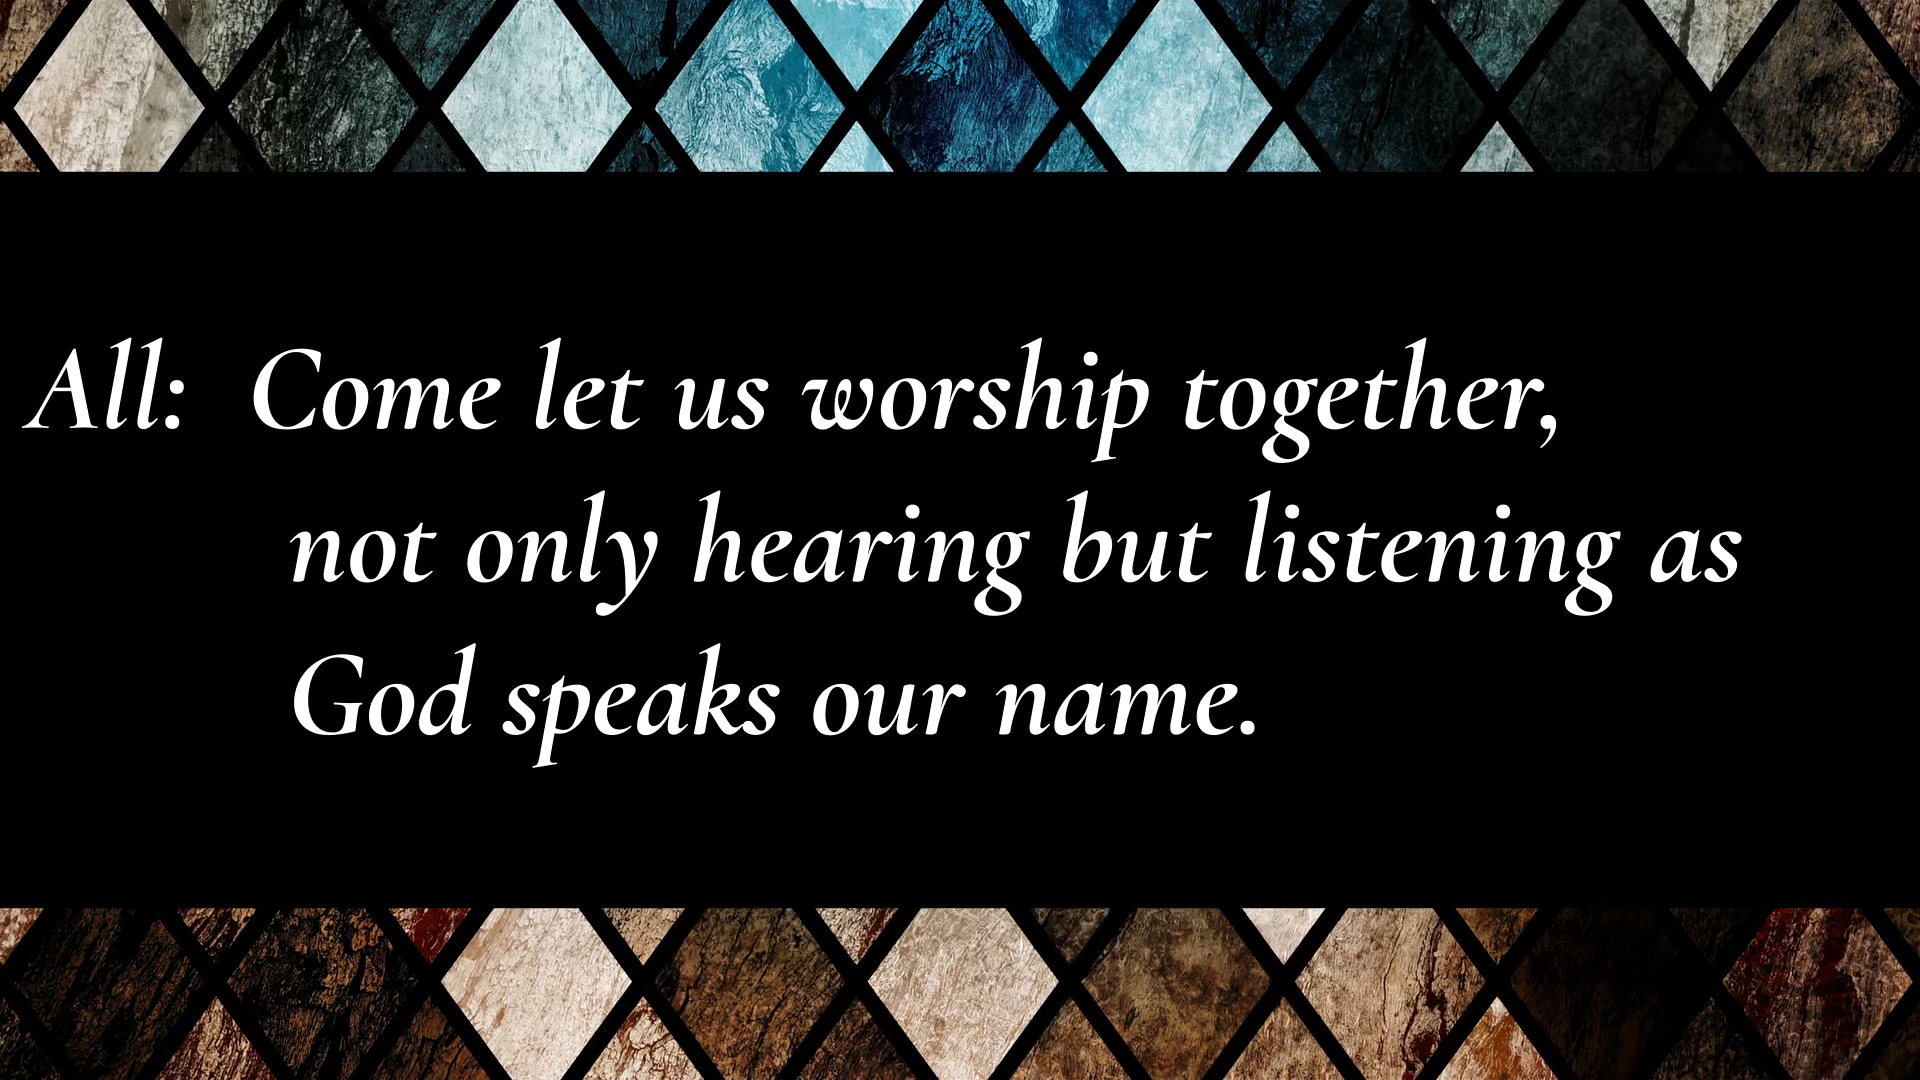 All: Come let us worship together,
not only hearing but listening as
God speaks our name.